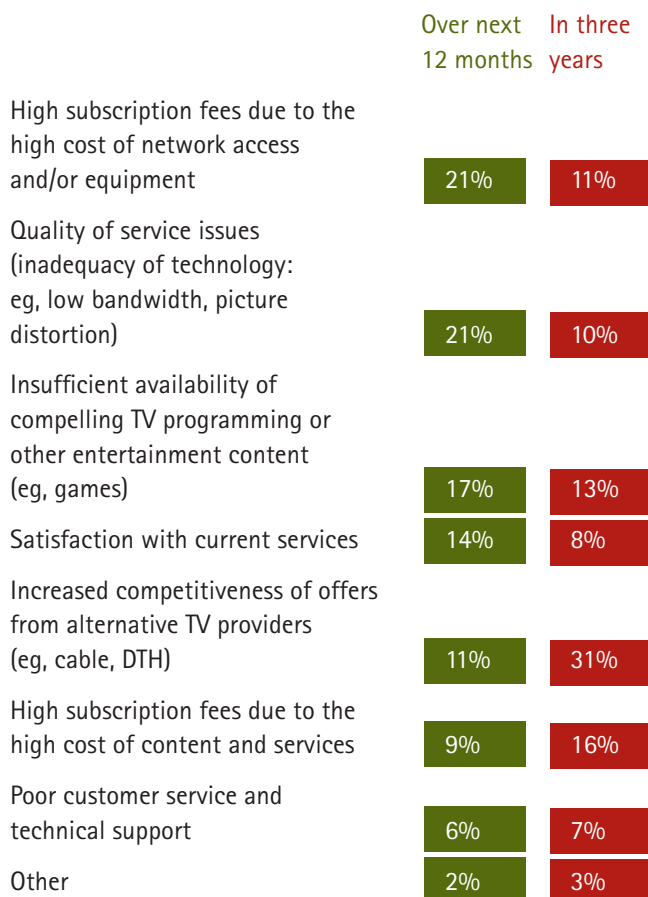 Over next In three
12 months years
High subscription fees due to the
high cost of network access
and/or equipment 21% 11%
Quality of service issues
(inadequacy of technology:
eg, low bandwidth, picture
distortion) 21% 10%
Insufficient availability of
compelling TV programming or
other entertainment content
(eg, games) 17% 13%
Satisfaction with current services 14% 8%
Increased competitiveness of offers
from alternative TV providers
(eg, cable, DTH) 11% 31%
High subscription fees due to the
high cost of content and services 9% 16%
Poor customer service and
technical support 6% 7%
Other 2% 3%